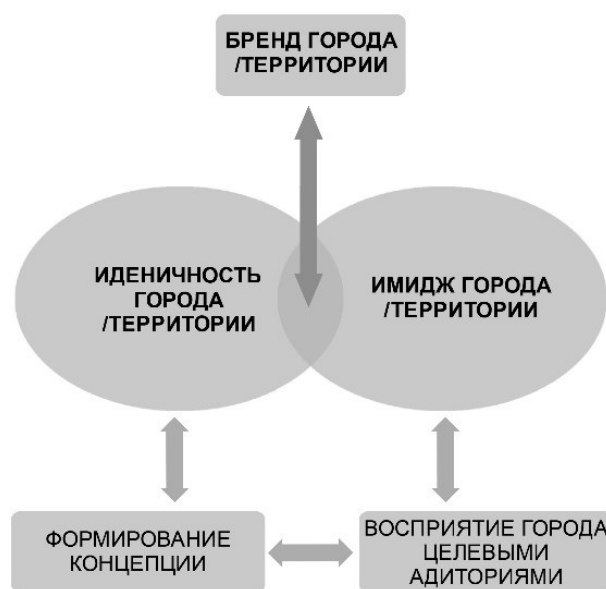 БРЕНД ГОРОДА
/ТЕРРИТОРИИ
ИДЕНИЧНОСТЬ
ГОРОДА
/ТЕРРИТОРИИ
ИМИДЖ ГОРОДА
/ТЕРРИТОРИИ
ФОРМИРОВАНИЕ
КОНЦЕПЦИИ
ВОСПРИЯТИЕ ГОРОДА
ЦЕЛЕВЫМИ
АДИТОРИЯМИ